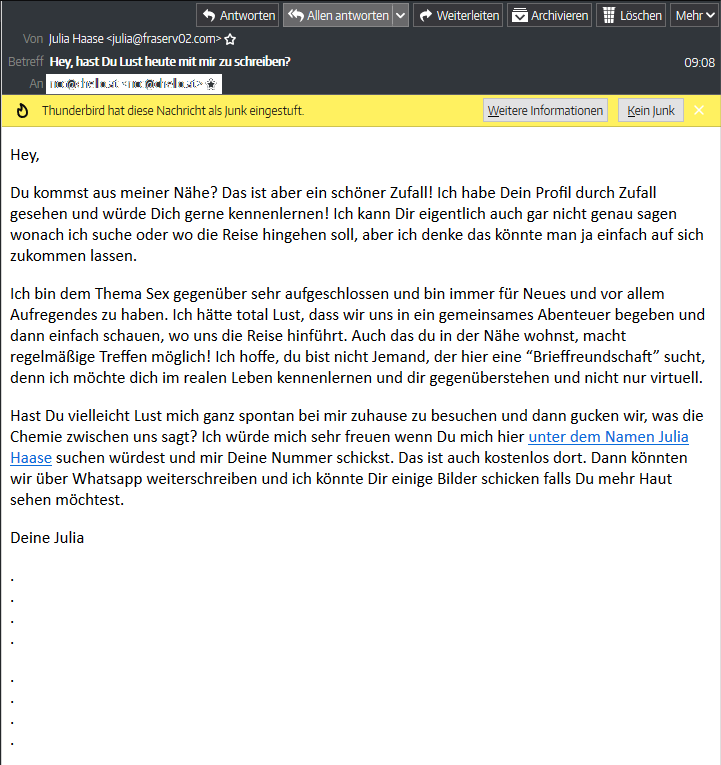 Antworten Allen antworten Weiterleiten Archivieren Löschen Mehr
Von Julia Haase <julia@fraserv02.com>
Betreff Hey, hast Du Lust heute mit mir zu schreiben? 09:08
An
Thunderbird hat diese Nachricht als Junk eingestuft. Weitere Informationen Kein Junk
Hey,
Du kommst aus meiner Nähe? Das ist aber ein schöner Zufall! Ich habe Dein Profil durch Zufall
gesehen und würde Dich gerne kennenlernen! Ich kann Dir eigentlich auch gar nicht genau sagen
wonach ich suche oder wo die Reise hingehen soll, aber ich denke das könnte man ja einfach auf sich
zukommen lassen.
Ich bin dem Thema Sex gegenüber sehr aufgeschlossen und bin immer für Neues und vor allem
Aufregendes zu haben. Ich hätte total Lust, dass wir uns in ein gemeinsames Abenteuer begeben und
dann einfach schauen, wo uns die Reise hinführt. Auch das du in der Nähe wohnst, macht
regelmäßige Treffen möglich! Ich hoffe, du bist nicht Jemand, der hier eine “Brieffreundschaft” sucht,
denn ich möchte dich im realen Leben kennenlernen und dir gegenüberstehen und nicht nur virtuell.
Hast Du vielleicht Lust mich ganz spontan bei mir zuhause zu besuchen und dann gucken wir, was die
Chemie zwischen uns sagt? Ich würde mich sehr freuen wenn Du mich hier unter dem Namen Julia
Haase suchen würdest und mir Deine Nummer schickst. Das ist auch kostenlos dort. Dann könnten
wir über Whatsapp weiterschreiben und ich könnte Dir einige Bilder schicken falls Du mehr Haut
sehen möchtest.
Deine Julia
.
.
.
.
.
.
.
.